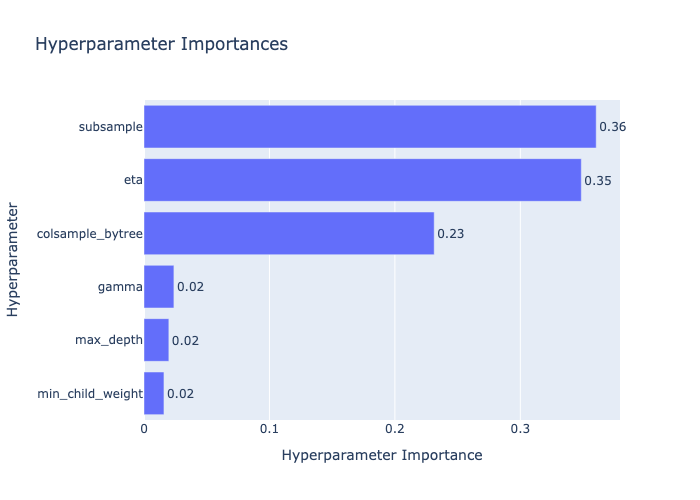 Hyperparameter Importances
Hyperparameter
subsample
0.36
eta
0.35
colsample_bytree
0.23
gamma
0.02
max_depth
0.02
min_child_weight
0.02
0 0.1 0.2 0.3
Hyperparameter Importance